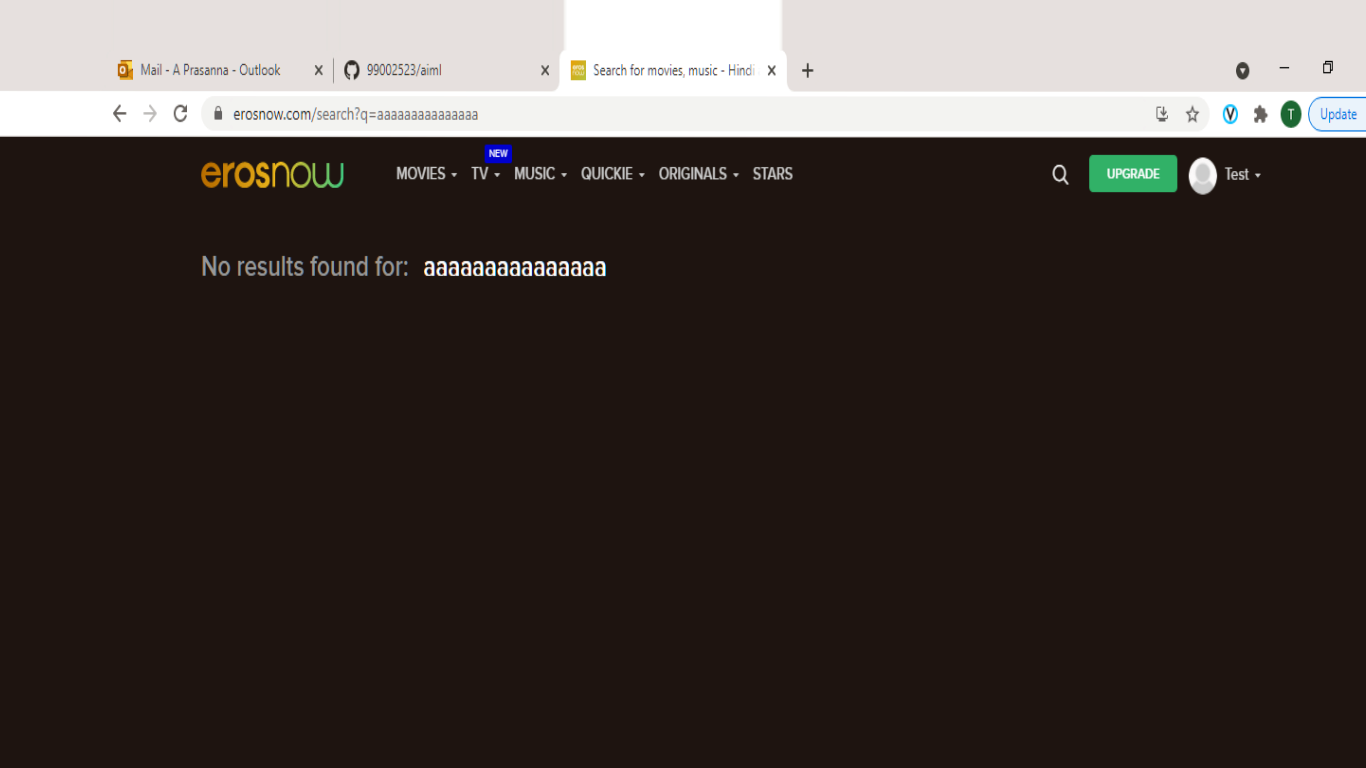 Mail - A Prasanna - Outlook
99002523/aiml
Search for movies, music - Hindi
erosnow.com/search?q=aaaaaaaaaaaaaaa
T
Update
erosnow
MOVIES
TV
NEW
MUSIC
QUICKIE
ORIGINALS
STARS
UPGRADE
Test
No results found for: aaaaaaaaaaaaaaa